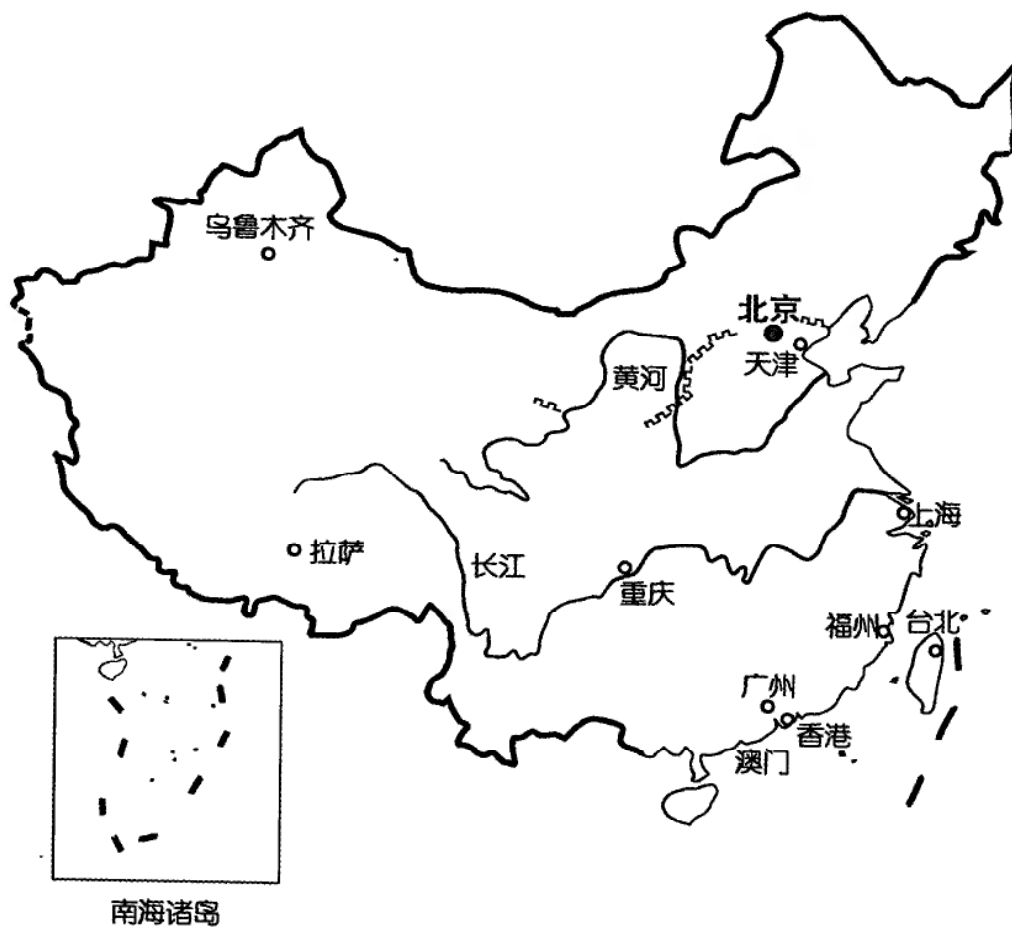 乌鲁木齐
北京
天津
黄河
上海
拉萨
长江
重庆
福州
台北
广州
香港
澳门
南海诸岛